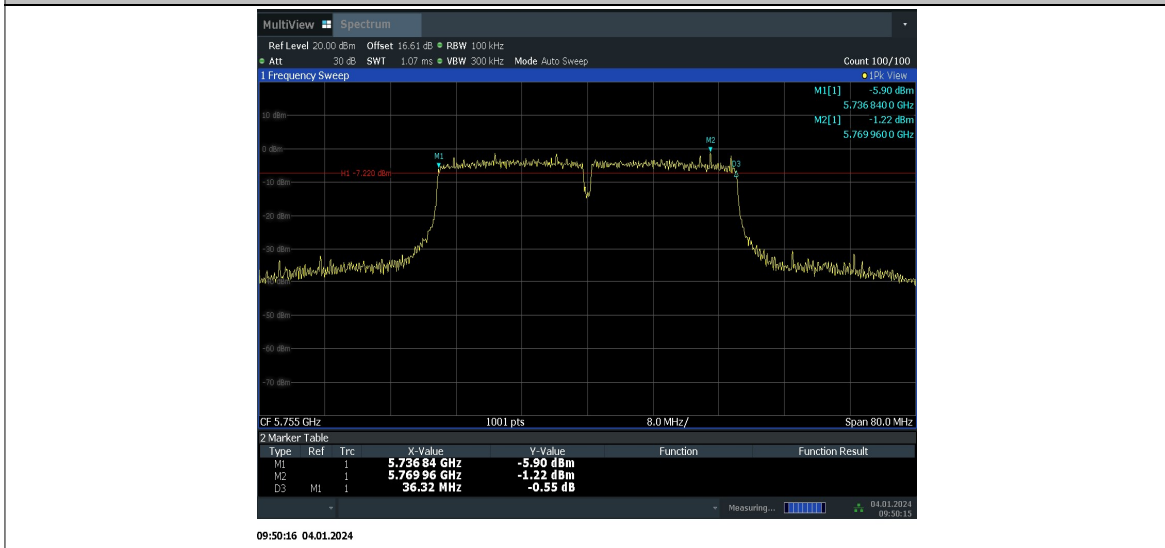 MultiView Spectrum
Ref Level 20.00 dBm Offset 16.61 dB RBW 100 kHz
Att 30 dB SWT 1.07 ms VBW 300 kHz Mode Auto Sweep Count 100/100
1 Frequency Sweep 1Pk View
M1[1] -5.90 dBm
5.736 840 0 GHz
M2[1] -1.22 dBm
5.769 960 0 GHz
10 dBm
0 dBm
M2
M1
D3
H1 -7.220 dBm
-10 dBm
-20 dBm
-30 dBm
-50 dBm
-60 dBm
-70 dBm
CF 5.755 GHz 1001 pts 8.0 MHz/ Span 80.0 MHz
2 Marker Table
Type Ref Trc X-Value Y-Value Function Function Result
M1 1 5.736 84 GHz -5.90 dBm
M2 1 5.769 96 GHz -1.22 dBm
D3 M1 1 36.32 MHz -0.55 dB
Measuring... 04.01.2024
09:50:15
09:50:16 04.01.2024